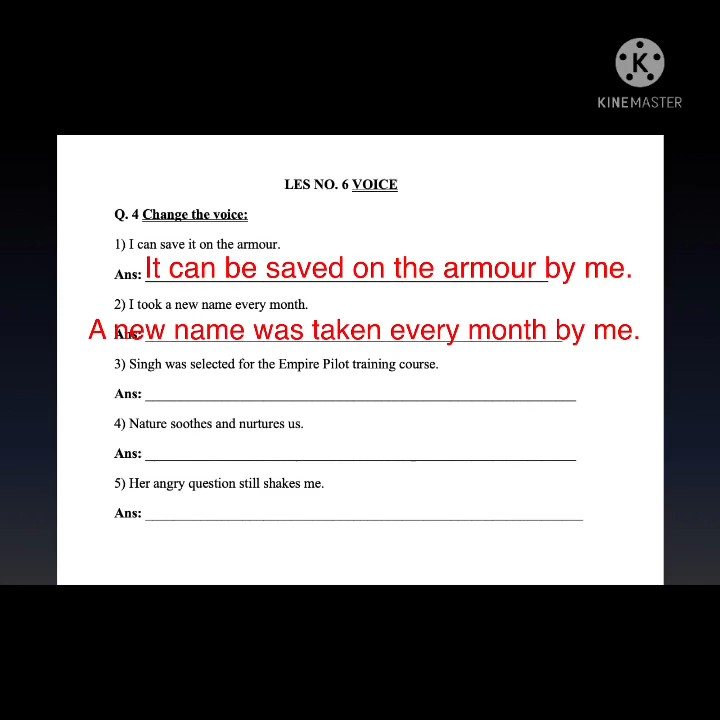 KINEMASTER
LES NO. 6 VOICE
Q. 4 Change the voice:
1) I can save it on the armour.
Ans: It can be saved on the armour by me.
2) I took a new name every month.
Ans: A new name was taken every month by me.
3) Singh was selected for the Empire Pilot training course.
Ans:
4) Nature soothes and nurtures us.
Ans:
5) Her angry question still shakes me.
Ans: